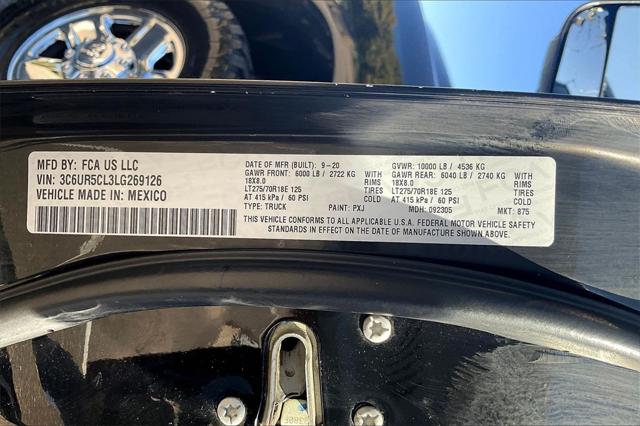 MFD BY: FCA US LLC
VIN: 3C6UR5CL3LG269126
VEHICLE MADE IN: MEXICO
DATE OF MFR (BUILT): 9-20
GAWR FRONT: 6000 LB / 2722 KG WITH
18X8.0 RIMS
LT275/70R18E 125 TIRES
AT 415 kPa / 60 PSI COLD
TYPE: TRUCK PAINT: PXJ MDH: 092305 MKT: 875
GVWR: 10000 LB / 4536 KG
GAWR REAR: 6040 LB / 2740 KG WITH
18X8.0 RIMS
LT275/70R18E 125 TIRES
AT 415 kPa / 60 PSI COLD
THIS VEHICLE CONFORMS TO ALL APPLICABLE U.S.A. FEDERAL MOTOR VEHICLE SAFETY
STANDARDS IN EFFECT ON THE DATE OF MANUFACTURE SHOWN ABOVE.